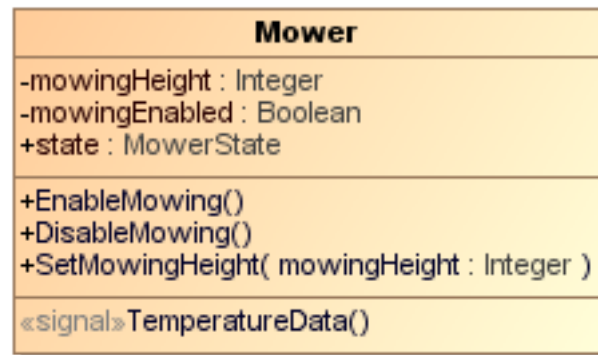 Mower
-mowingHeight : Integer
-mowingEnabled : Boolean
+state : MowerState
+EnableMowing()
+DisableMowing()
+SetMowingHeight( mowingHeight : Integer )
«signal»TemperatureData()